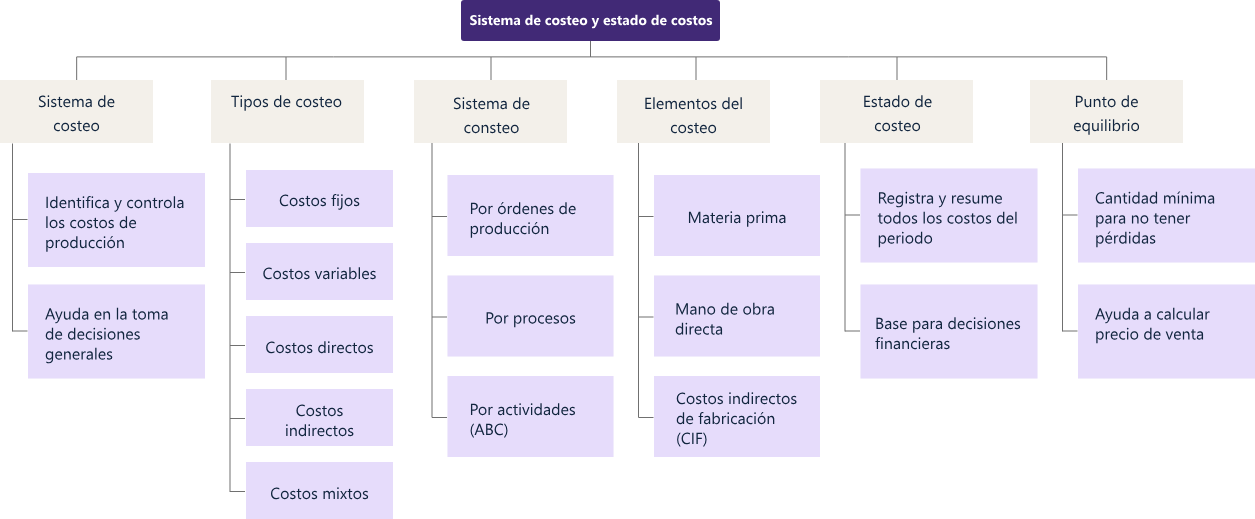 Sistema de costeo y estado de costos
Sistema de
costeo
Identifica y controla
los costos de
producción
Ayuda en la toma
de decisiones
generales
Tipos de costeo
Costos fijos
Costos variables
Costos directos
Costos
indirectos
Costos mixtos
Sistema de
consteo
Por órdenes de
producción
Por procesos
Por actividades
(ABC)
Elementos del
costeo
Materia prima
Mano de obra
directa
Costos indirectos
de fabricación
(CIF)
Estado de
costeo
Registra y resume
todos los costos del
periodo
Base para decisiones
financieras
Punto de
equilibrio
Cantidad mínima
para no tener
pérdidas
Ayuda a calcular
precio de venta